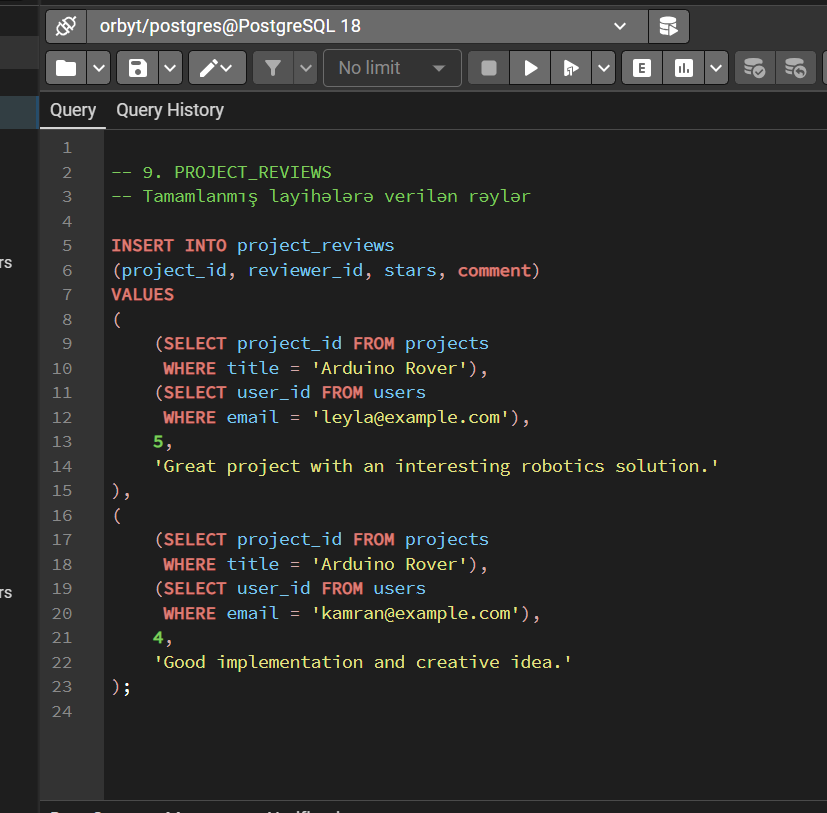 orbyt/postgres@PostgreSQL 18
No limit
E
Query Query History
rs
rs
1
2 -- 9. PROJECT_REVIEWS
3 -- Tamamlanmış layihələrə verilən rəylər
4
5 INSERT INTO project_reviews
6 (project_id, reviewer_id, stars, comment)
7 VALUES
8 (
9 (SELECT project_id FROM projects
10 WHERE title = 'Arduino Rover'),
11 (SELECT user_id FROM users
12 WHERE email = 'leyla@example.com'),
13 5,
14 'Great project with an interesting robotics solution.'
15 ),
16 (
17 (SELECT project_id FROM projects
18 WHERE title = 'Arduino Rover'),
19 (SELECT user_id FROM users
20 WHERE email = 'kamran@example.com'),
21 4,
22 'Good implementation and creative idea.'
23 );
24